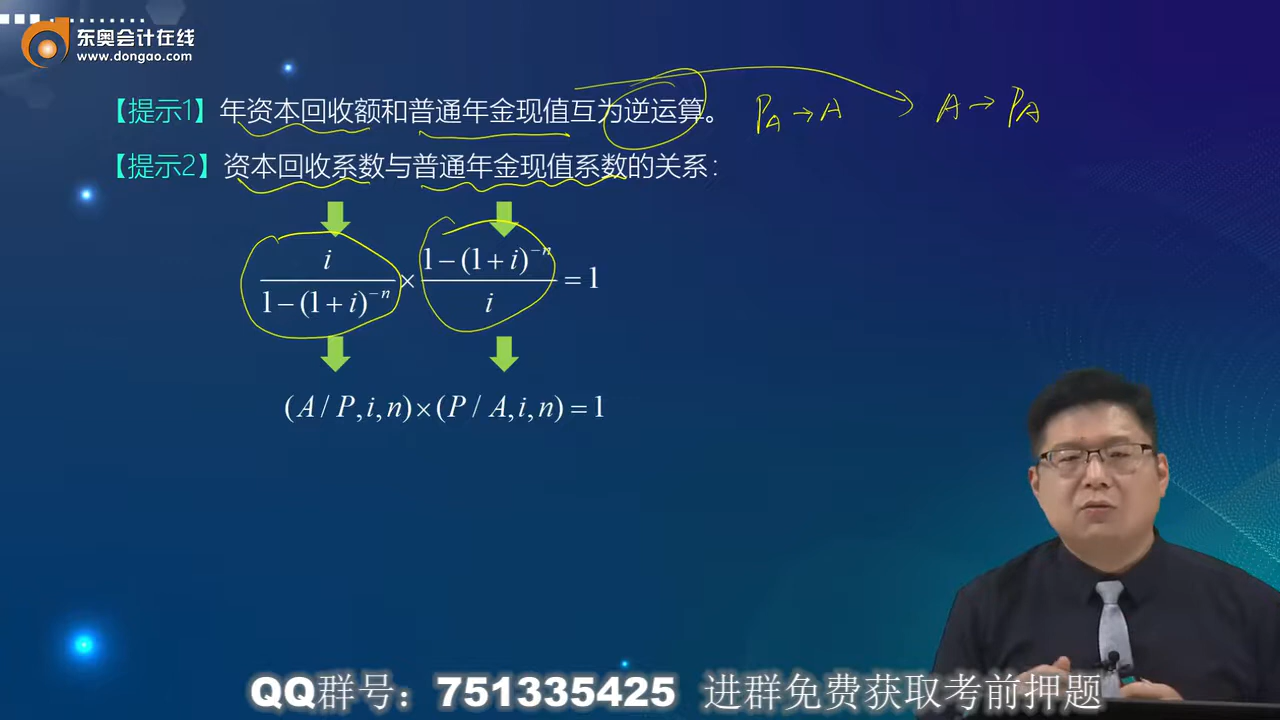 东奥会计在线
www.dongao.com
【提示1】年资本回收额和普通年金现值互为逆运算。 P_A→A A→P_A
【提示2】资本回收系数与普通年金现值系数的关系：
i / (1−(1+i)^{−n}) × (1−(1+i)^{−n}) / i = 1
(A/P,i,n)×(P/A,i,n)=1
QQ群号：751335425 进群免费获取考前押题